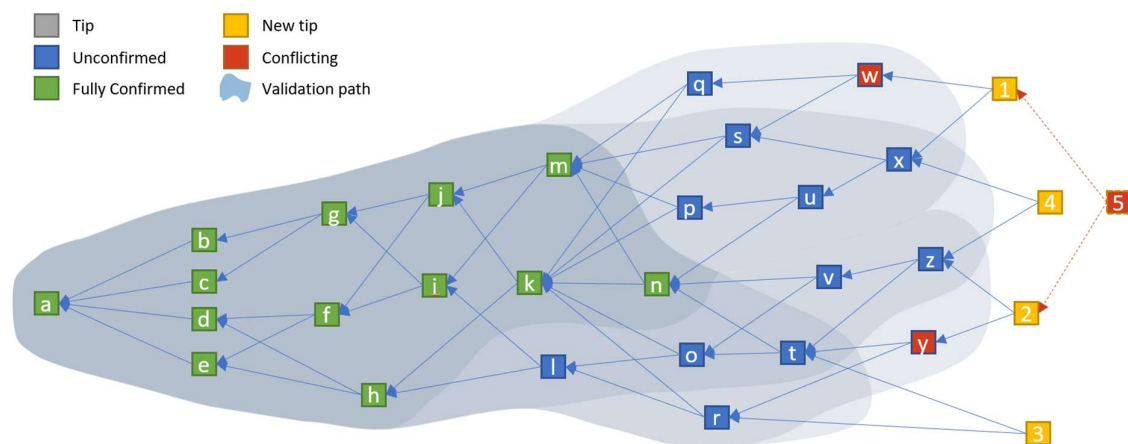 Tip
New tip
Unconfirmed
Conflicting
Fully Confirmed
Validation path
q
w
1
s
x
m
j
g
p
u
4
5
b
c
a
d
e
f
i
k
n
v
z
2
y
h
l
o
t
r
3